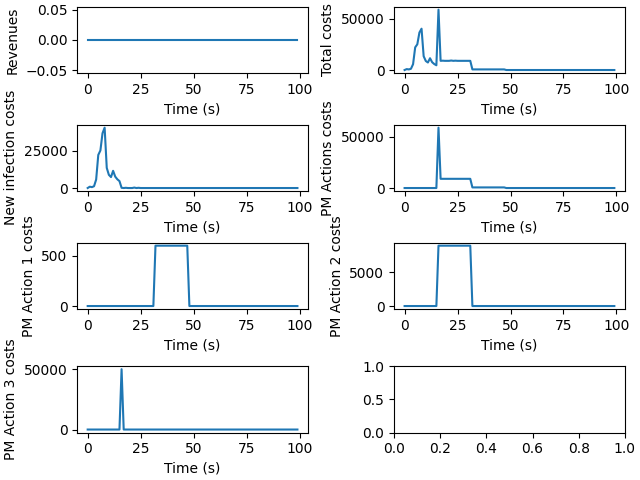 Revenues
0.05
0.00
−0.05
0 25 50 75 100
Time (s)
Total costs
50000
0
0 25 50 75 100
Time (s)
New infection costs
25000
0
0 25 50 75 100
Time (s)
PM Actions costs
50000
0
0 25 50 75 100
Time (s)
PM Action 1 costs
500
0
0 25 50 75 100
Time (s)
PM Action 2 costs
5000
0
0 25 50 75 100
Time (s)
PM Action 3 costs
50000
0
0 25 50 75 100
Time (s)
1.0
0.5
0.0
0.0 0.2 0.4 0.6 0.8 1.0